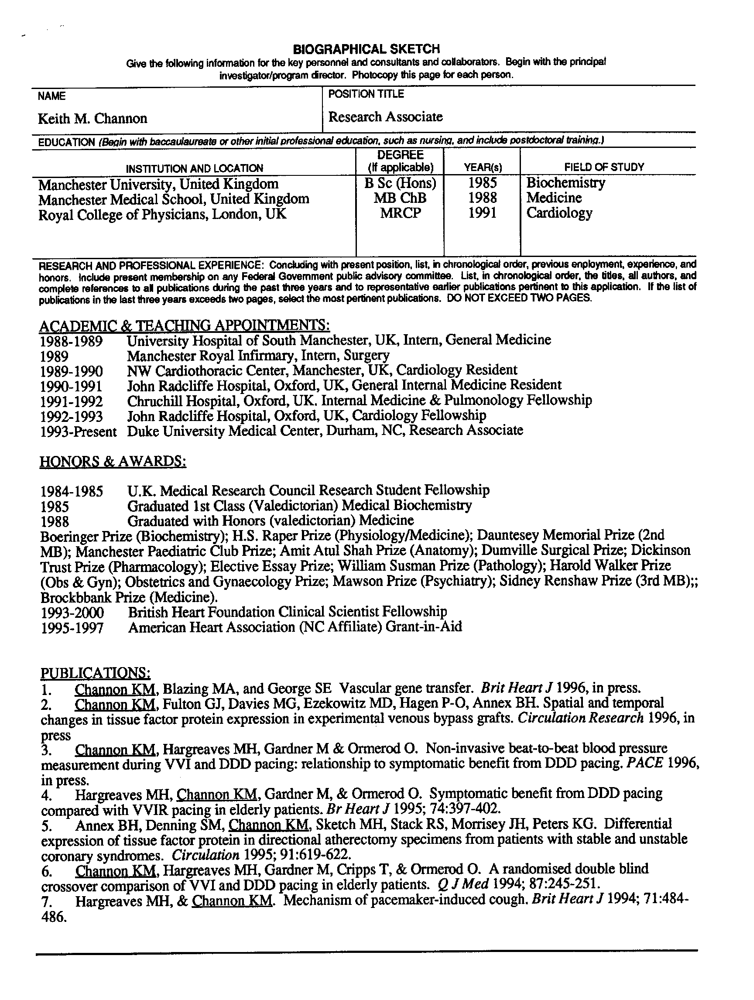 BIOGRAPHICAL SKETCH
Give the following information for the key personnel and consultants and collaborators. Begin with the principal
investigator/program director. Photocopy this page for each person.
NAME
POSITION TITLE
Keith M. Channon
Research Associate
EDUCATION (Begin with baccaulaureate or other initial professional education, such as nursing, and include postdoctoral training.)
INSTITUTION AND LOCATION
DEGREE
(if applicable)
YEAR(s)
FIELD OF STUDY
Manchester University, United Kingdom B Sc (Hons) 1985 Biochemistry
Manchester Medical School, United Kingdom MB ChB 1988 Medicine
Royal College of Physicians, London, UK MRCP 1991 Cardiology
RESEARCH AND PROFESSIONAL EXPERIENCE: Concluding with present position, list, in chronological order, previous enployment, experience, and
honors. Include present membership on any Federal Government public advisory committee. List, in chronological order, the titles, all authors, and
complete references to all publications during the past three years and to representative earlier publications pertinent to this application. If the list of
publications in the last three years exceeds two pages, select the most pertinent publications. DO NOT EXCEED TWO PAGES.
ACADEMIC & TEACHING APPOINTMENTS:
1988-1989 University Hospital of South Manchester, UK, Intern, General Medicine
1989 Manchester Royal Infirmary, Intern, Surgery
1989-1990 NW Cardiothoracic Center, Manchester, UK, Cardiology Resident
1990-1991 John Radcliffe Hospital, Oxford, UK, General Internal Medicine Resident
1991-1992 Chruchill Hospital, Oxford, UK. Internal Medicine & Pulmonology Fellowship
1992-1993 John Radcliffe Hospital, Oxford, UK, Cardiology Fellowship
1993-Present Duke University Medical Center, Durham, NC, Research Associate
HONORS & AWARDS:
1984-1985 U.K. Medical Research Council Research Student Fellowship
1985 Graduated 1st Class (Valedictorian) Medical Biochemistry
1988 Graduated with Honors (valedictorian) Medicine
Boeringer Prize (Biochemistry); H.S. Raper Prize (Physiology/Medicine); Dauntesey Memorial Prize (2nd
MB); Manchester Paediatric Club Prize; Amit Atul Shah Prize (Anatomy); Dumville Surgical Prize; Dickinson
Trust Prize (Pharmacology); Elective Essay Prize; William Susman Prize (Pathology); Harold Walker Prize
(Obs & Gyn); Obstetrics and Gynaecology Prize; Mawson Prize (Psychiatry); Sidney Renshaw Prize (3rd MB);;
Brockbbank Prize (Medicine).
1993-2000 British Heart Foundation Clinical Scientist Fellowship
1995-1997 American Heart Association (NC Affiliate) Grant-in-Aid
PUBLICATIONS:
1. Channon KM, Blazing MA, and George SE Vascular gene transfer. Brit Heart J 1996, in press.
2. Channon KM, Fulton GJ, Davies MG, Ezekowitz MD, Hagen P-O, Annex BH. Spatial and temporal
changes in tissue factor protein expression in experimental venous bypass grafts. Circulation Research 1996, in
press
3. Channon KM, Hargreaves MH, Gardner M & Ormerod O. Non-invasive beat-to-beat blood pressure
measurement during VVI and DDD pacing: relationship to symptomatic benefit from DDD pacing. PACE 1996,
in press.
4. Hargreaves MH, Channon KM, Gardner M, & Ormerod O. Symptomatic benefit from DDD pacing
compared with VVIR pacing in elderly patients. Br Heart J 1995; 74:397-402.
5. Annex BH, Denning SM, Channon KM, Sketch MH, Stack RS, Morrisey JH, Peters KG. Differential
expression of tissue factor protein in directional atherectomy specimens from patients with stable and unstable
coronary syndromes. Circulation 1995; 91:619-622.
6. Channon KM, Hargreaves MH, Gardner M, Cripps T, & Ormerod O. A randomised double blind
crossover comparison of VVI and DDD pacing in elderly patients. Q J Med 1994; 87:245-251.
7. Hargreaves MH, & Channon KM. Mechanism of pacemaker-induced cough. Brit Heart J 1994; 71:484-
486.